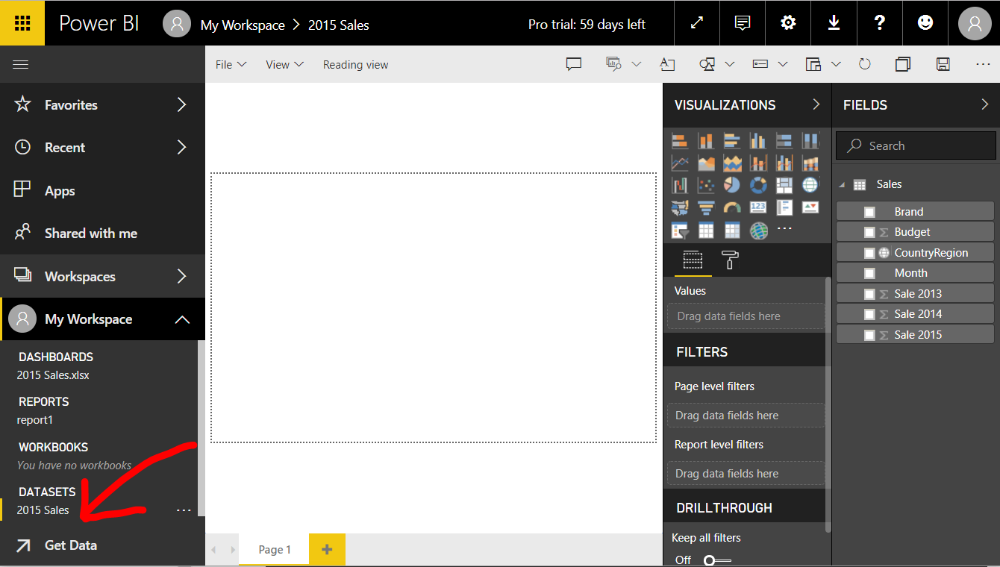 Power BI
My Workspace > 2015 Sales
Pro trial: 59 days left
?
File
View
Reading view
Favorites
Recent
Apps
Shared with me
Workspaces
My Workspace
DASHBOARDS
2015 Sales.xlsx
REPORTS
report1
WORKBOOKS
You have no workbooks
DATASETS
2015 Sales
Get Data
Page 1
VISUALIZATIONS
123
Values
Drag data fields here
FILTERS
Page level filters
Drag data fields here
Report level filters
Drag data fields here
DRILLTHROUGH
Keep all filters
Off
FIELDS
Search
Sales
Brand
Σ Budget
CountryRegion
Month
Σ Sale 2013
Σ Sale 2014
Σ Sale 2015